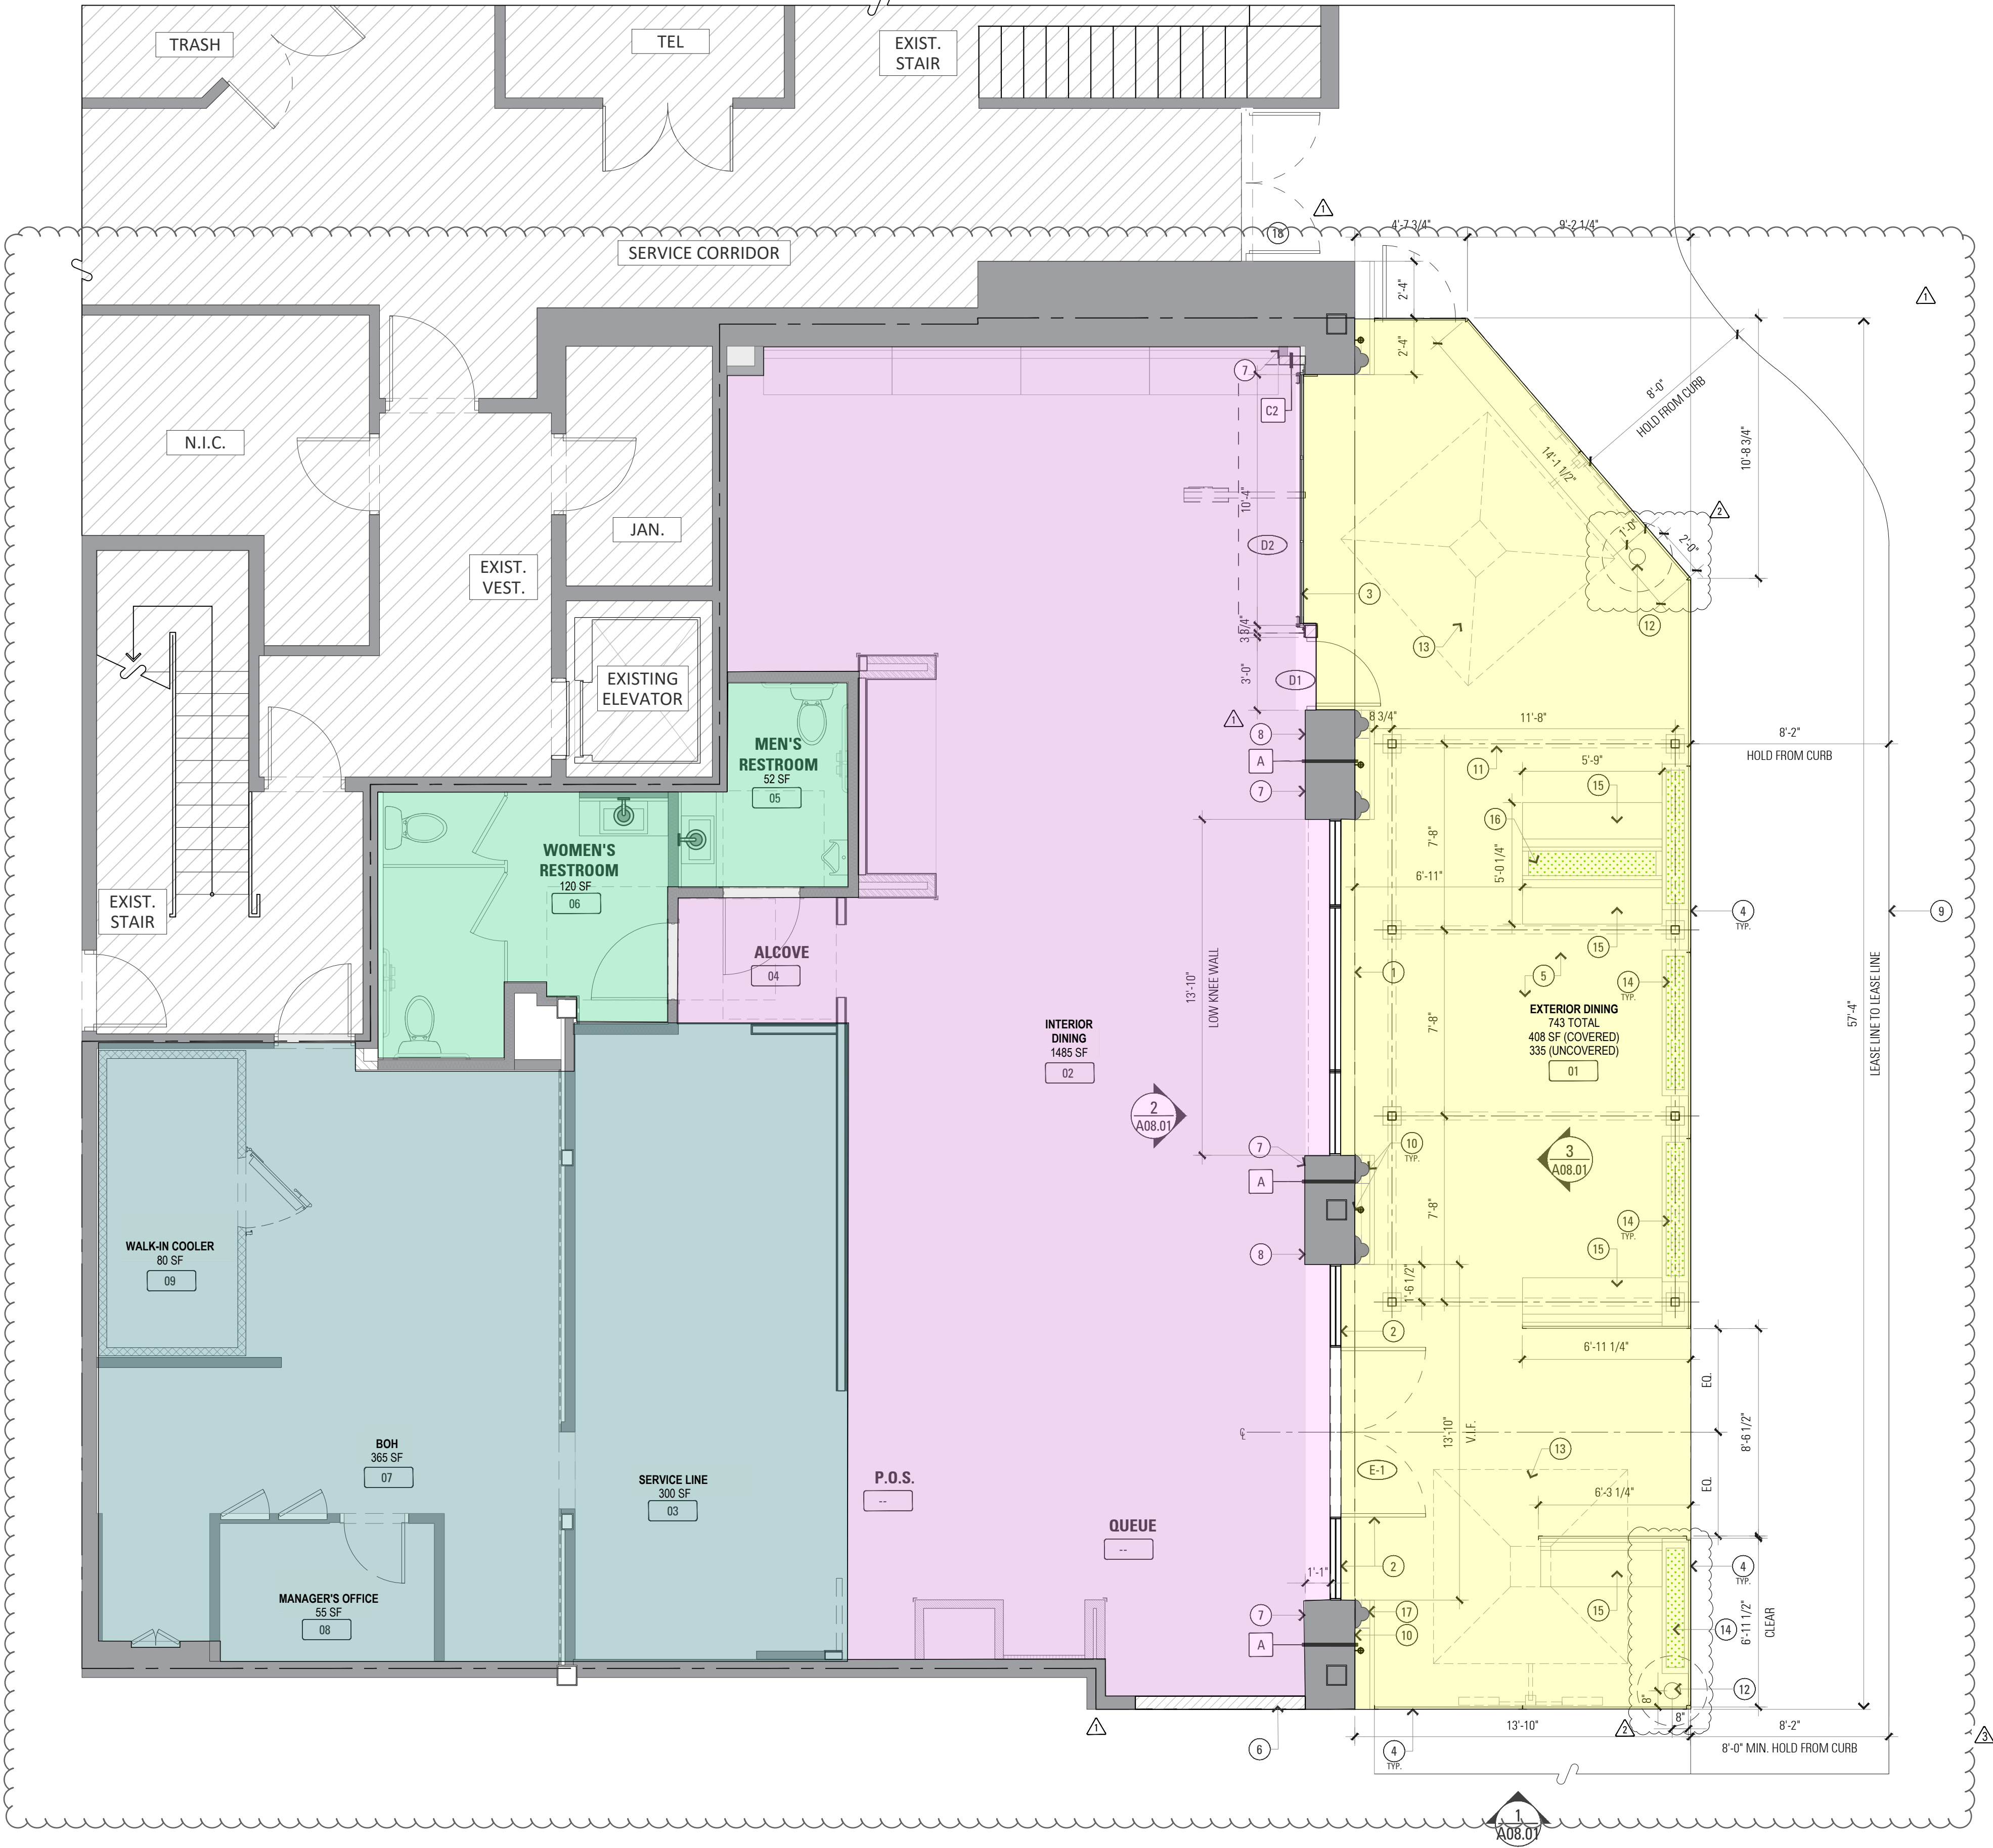 TRASH
TEL
EXIST.
STAIR
1
18
4'-7 3/4"
9'-2 1/4"
SERVICE CORRIDOR
2'-4"
1
2'-4"
7
C2
8'-0"
HOLD FROM CURB
10'-8 3/4"
N.I.C.
JAN.
14'-1 1/2"
10'-4"
D2
2
1'-0"
2'-0"
EXIST.
VEST.
3
12
3 3/4"
13
EXISTING
ELEVATOR
3'-0"
D1
1
8 3/4"
11'-8"
8
8'-2"
HOLD FROM CURB
MEN'S
RESTROOM
52 SF
05
A
11
5'-9"
7
15
16
7'-8"
5'-0 1/4"
WOMEN'S
RESTROOM
120 SF
06
6'-11"
EXIST.
STAIR
4
TYP.
9
ALCOVE
04
15
1
5
14
TYP.
13'-10"
LOW KNEE WALL
EXTERIOR DINING
743 TOTAL
408 SF (COVERED)
335 (UNCOVERED)
01
57'-4"
LEASE LINE TO LEASE LINE
7'-8"
INTERIOR
DINING
1485 SF
02
2
A08.01
7
10
TYP.
3
A08.01
A
7'-8"
14
TYP.
WALK-IN COOLER
80 SF
09
8
15
1'-6 1/2"
2
6'-11 1/4"
EQ.
BOH
365 SF
07
SERVICE LINE
300 SF
03
P.O.S.
--
℄
13'-10"
V.I.F.
13
8'-6 1/2"
E-1
EQ.
6'-3 1/4"
QUEUE
--
2
4
TYP.
1'-1"
MANAGER'S OFFICE
55 SF
08
7
17
15
10
14
6'-11 1/2"
CLEAR
A
12
8"
8"
1
13'-10"
2
8'-2"
3
6
4
TYP.
8'-0" MIN. HOLD FROM CURB
1
A08.01